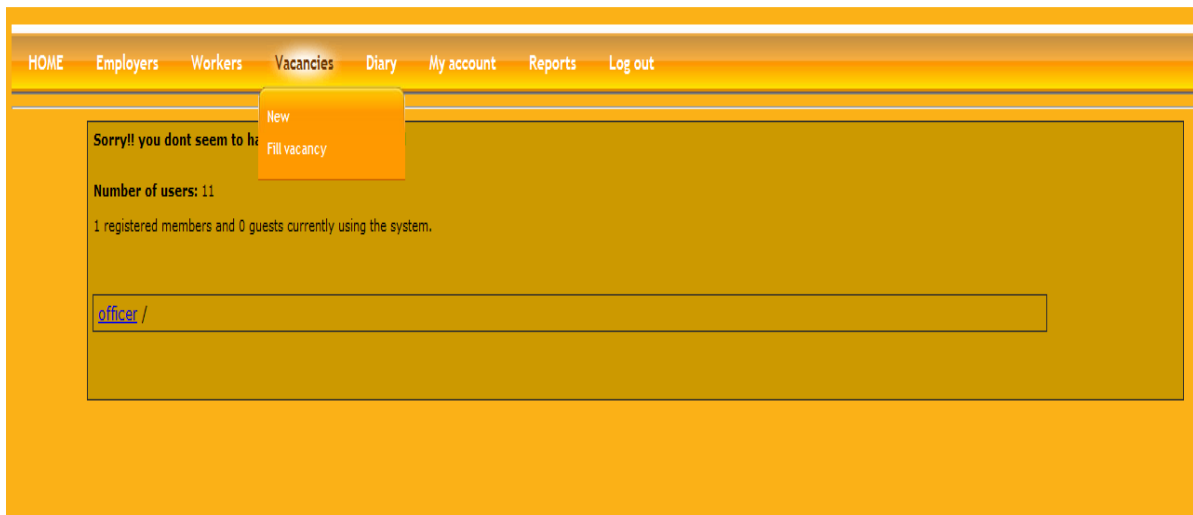 HOME Employers Workers Vacancies Diary My account Reports Log out
New
Fill vacancy
Sorry!! you dont seem to
Number of users: 11
1 registered members and 0 guests currently using the system.
officer /